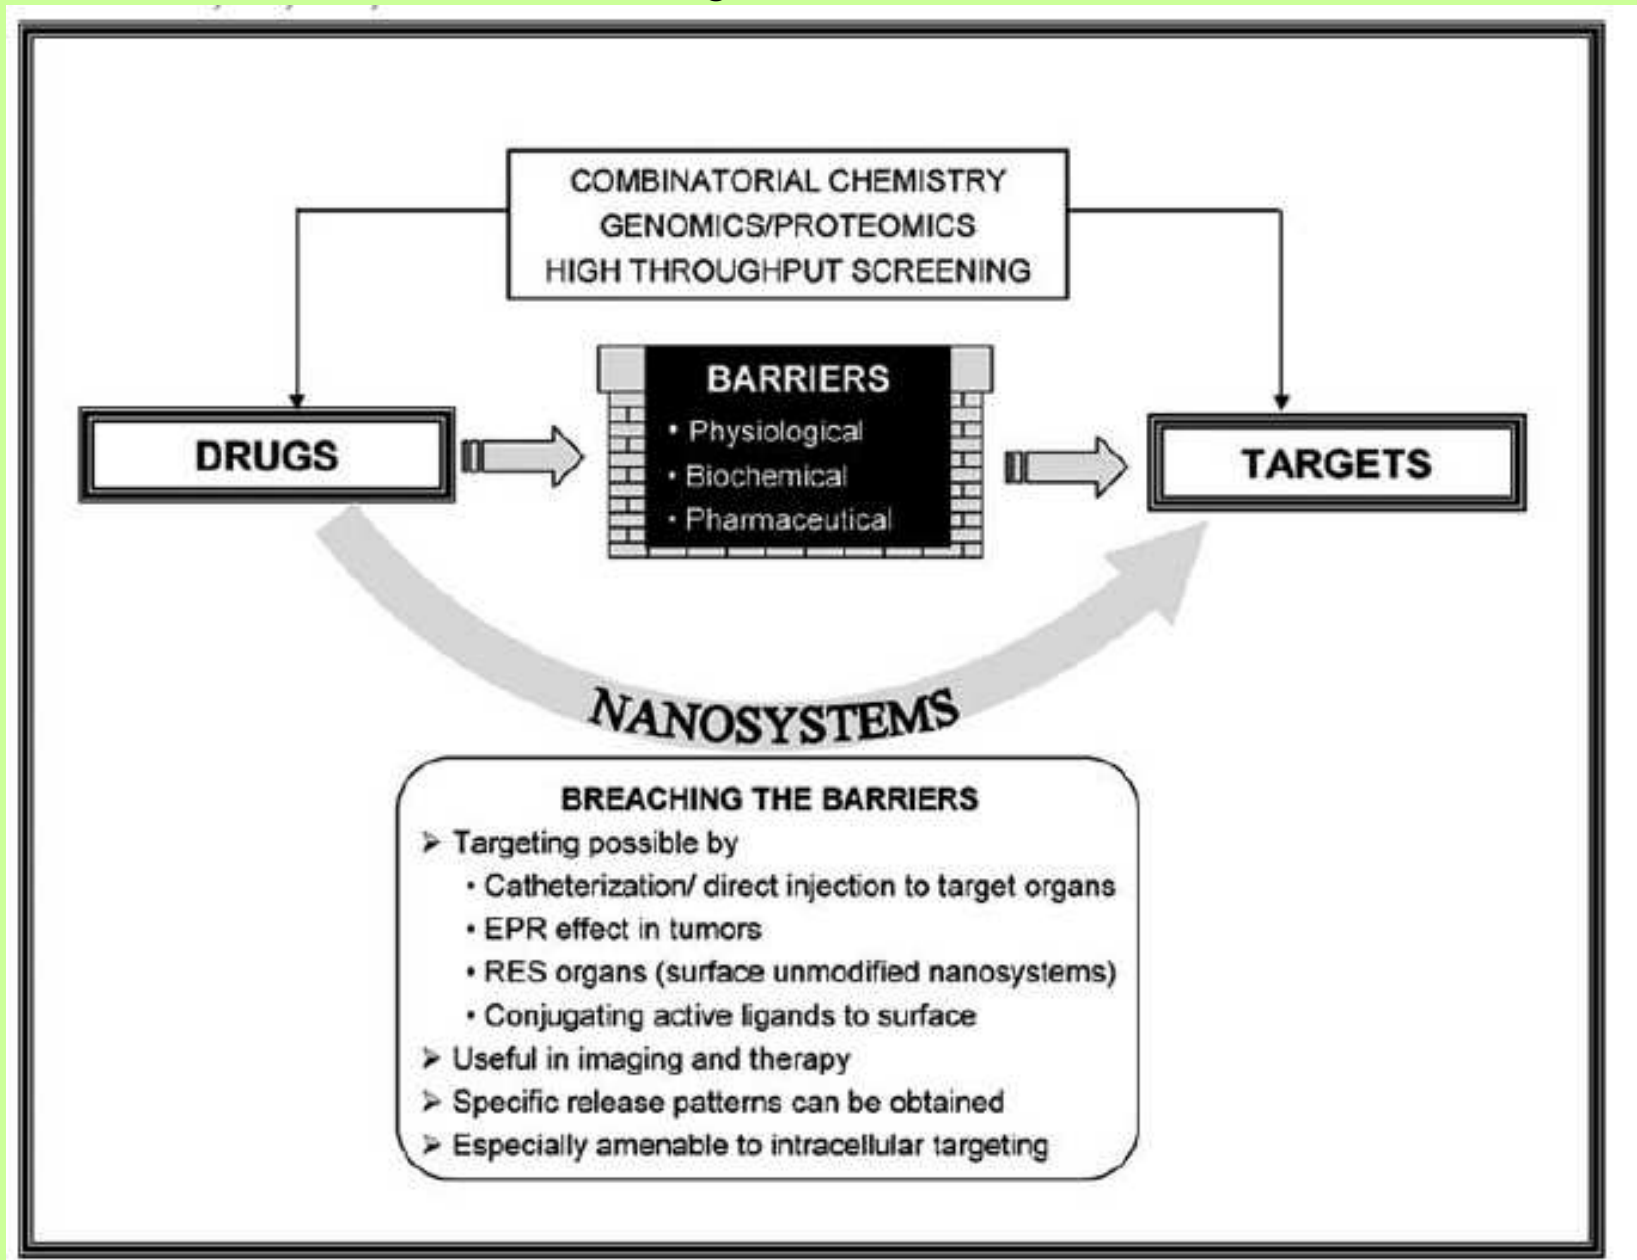 COMBINATORIAL CHEMISTRY
GENOMICS/PROTEOMICS
HIGH THROUGHPUT SCREENING
DRUGS
BARRIERS
• Physiological
• Biochemical
• Pharmaceutical
TARGETS
NANOSYSTEMS
BREACHING THE BARRIERS
➢ Targeting possible by
• Catheterization/ direct injection to target organs
• EPR effect in tumors
• RES organs (surface unmodified nanosystems)
• Conjugating active ligands to surface
➢ Useful in imaging and therapy
➢ Specific release patterns can be obtained
➢ Especially amenable to intracellular targeting